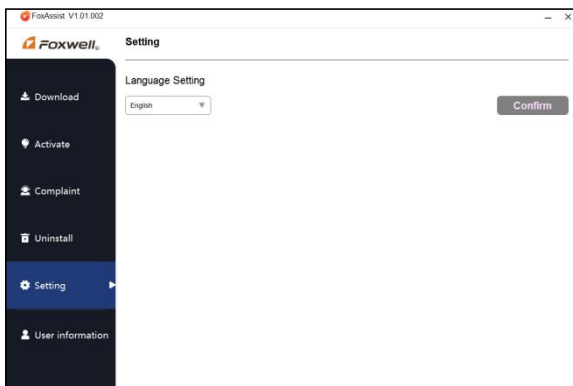 FoxAssist V1.01.002
FOXWELL®
Setting
Language Setting
English
Confirm
Download
Activate
Complaint
Uninstall
Setting
User information